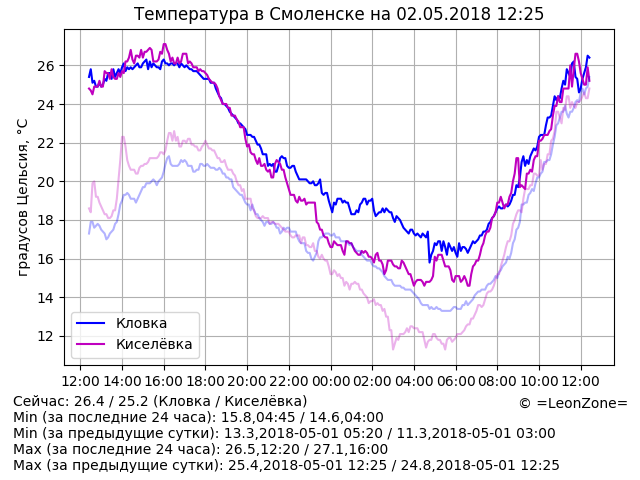 Температура в Смоленске на 02.05.2018 12:25
градусов Цельсия, °C
26
24
22
20
18
16
14
12
Кловка
Киселёвка
12:00 14:00 16:00 18:00 20:00 22:00 00:00 02:00 04:00 06:00 08:00 10:00 12:00
Сейчас: 26.4 / 25.2 (Кловка / Киселёвка)
© =LeonZone=
Min (за последние 24 часа): 15.8,04:45 / 14.6,04:00
Min (за предыдущие сутки): 13.3,2018-05-01 05:20 / 11.3,2018-05-01 03:00
Max (за последние 24 часа): 26.5,12:20 / 27.1,16:00
Max (за предыдущие сутки): 25.4,2018-05-01 12:25 / 24.8,2018-05-01 12:25